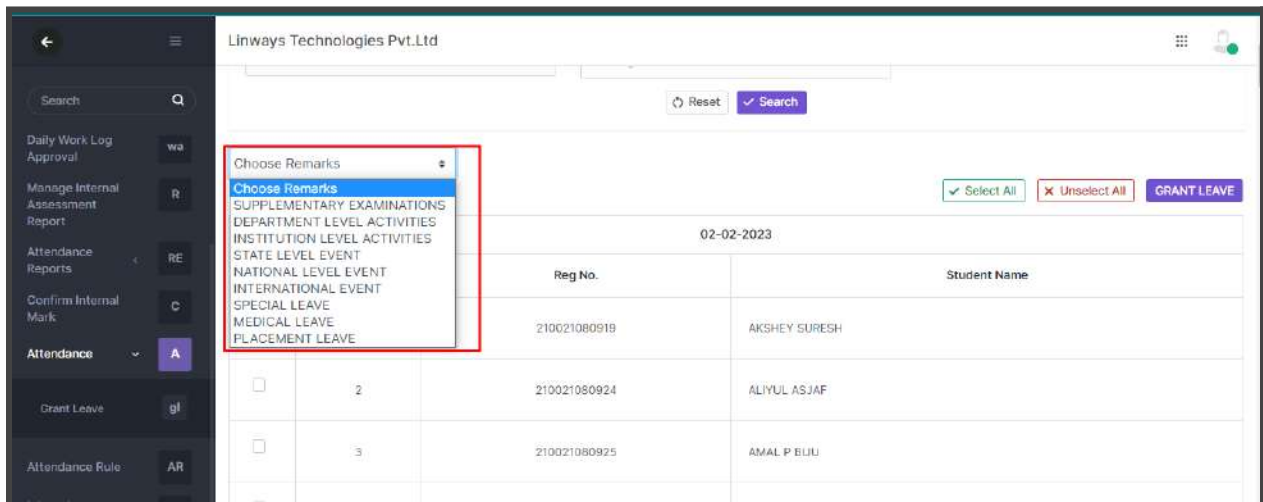 Linways Technologies Pvt.Ltd
Search
Daily Work Log
Approval
wa
Manage Internal
Assessment
Report
R
Attendance
Reports
RE
Confirm Internal
Mark
C
Attendance
A
Grant Leave
gl
Attendance Rule
AR
Reset
Search
Choose Remarks
Choose Remarks
SUPPLEMENTARY EXAMINATIONS
DEPARTMENT LEVEL ACTIVITIES
INSTITUTION LEVEL ACTIVITIES
STATE LEVEL EVENT
NATIONAL LEVEL EVENT
INTERNATIONAL EVENT
SPECIAL LEAVE
MEDICAL LEAVE
PLACEMENT LEAVE
Select All
Unselect All
GRANT LEAVE
02-02-2023
Reg No. Student Name
210021080919 AKSHEY SURESH
2 210021080924 ALIYUL ASJAF
3 210021080925 AMAL P BIJU